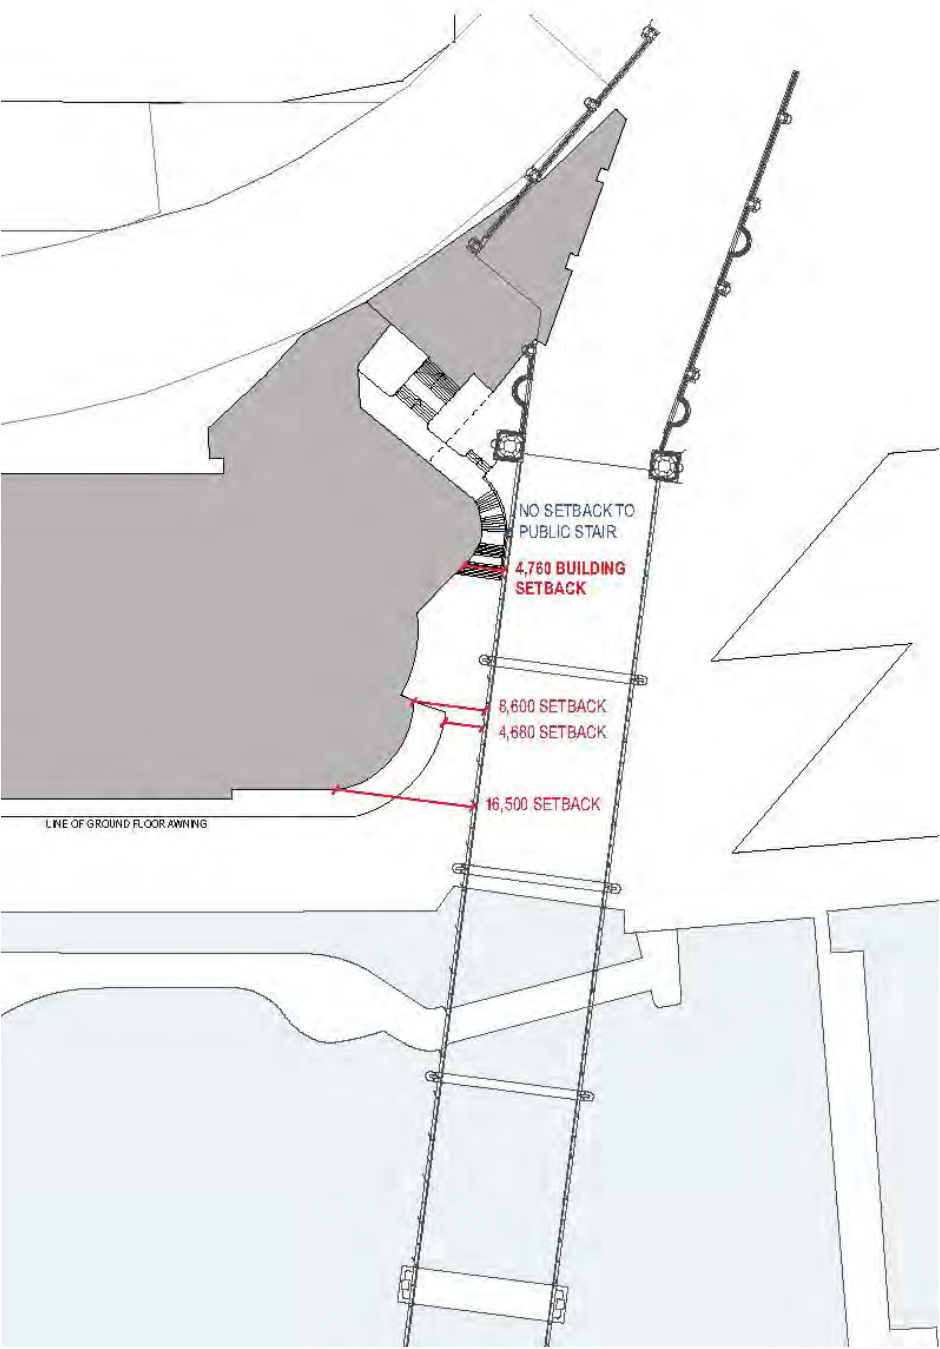 NO SETBACK TO
PUBLIC STAIR
4,760 BUILDING
SETBACK
8,600 SETBACK
4,680 SETBACK
16,500 SETBACK
LINE OF GROUND FLOOR AWNING